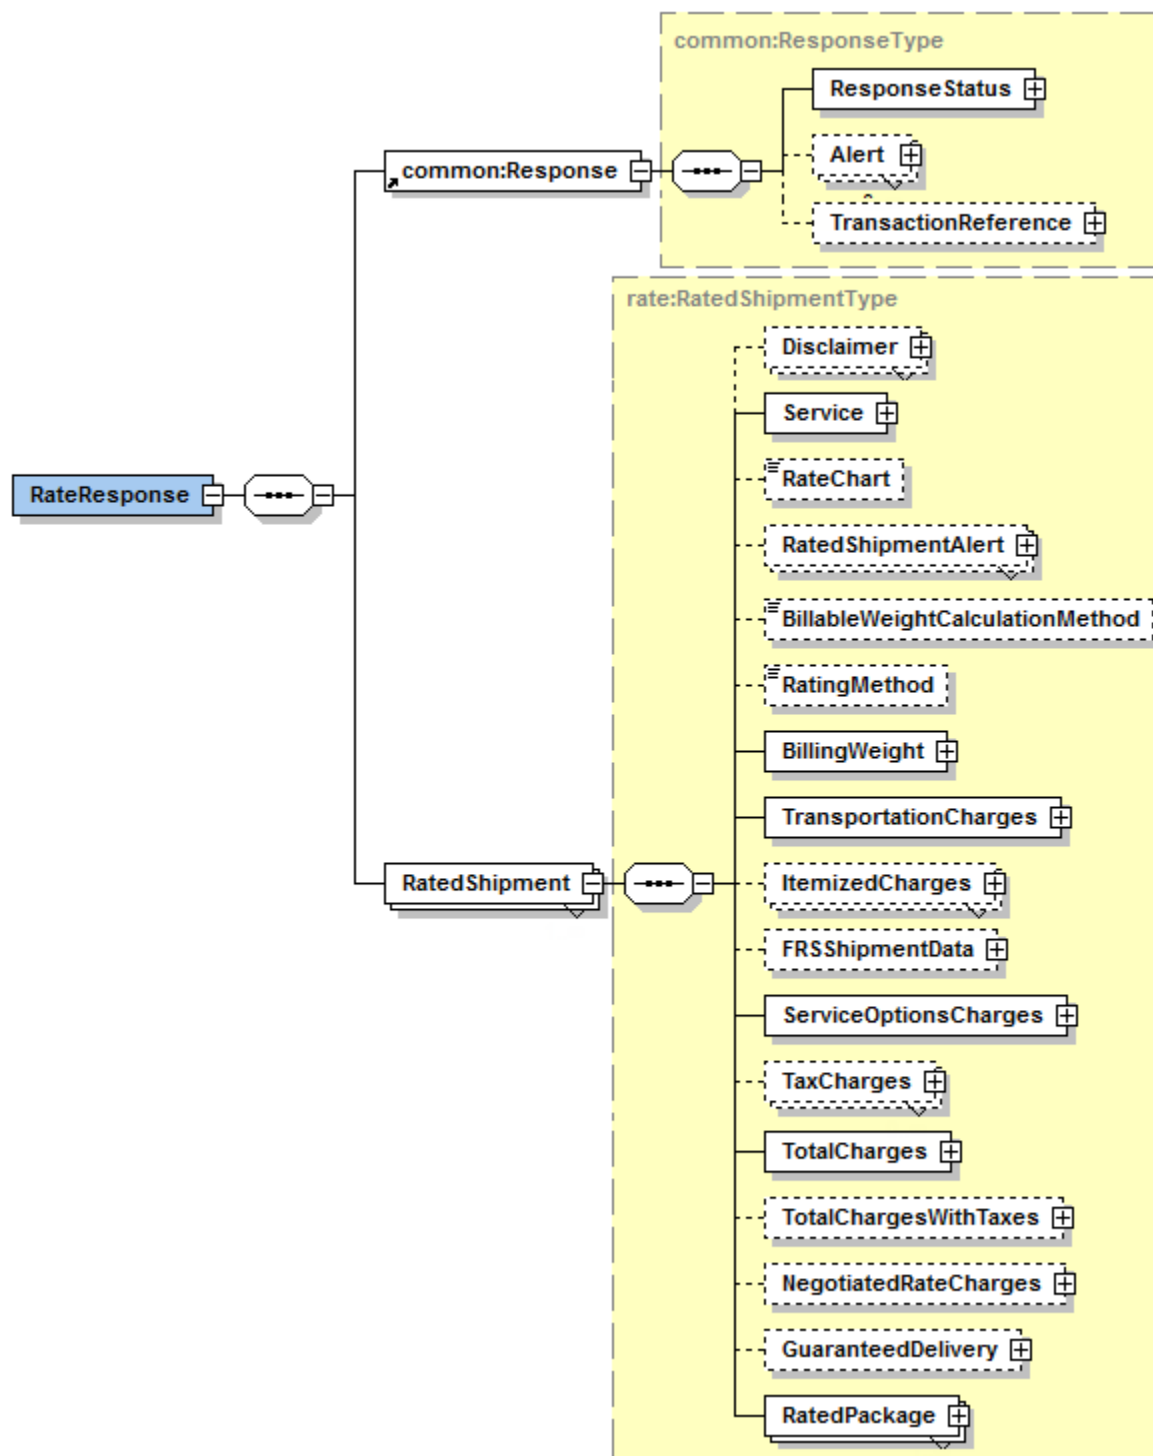 common:ResponseType
ResponseStatus
Alert
common:Response
TransactionReference
rate:RatedShipmentType
Disclaimer
Service
RateChart
RateResponse
RatedShipmentAlert
BillableWeightCalculationMethod
RatingMethod
BillingWeight
TransportationCharges
RatedShipment
ItemizedCharges
FRSShipmentData
ServiceOptionsCharges
TaxCharges
TotalCharges
TotalChargesWithTaxes
NegotiatedRateCharges
GuaranteedDelivery
RatedPackage